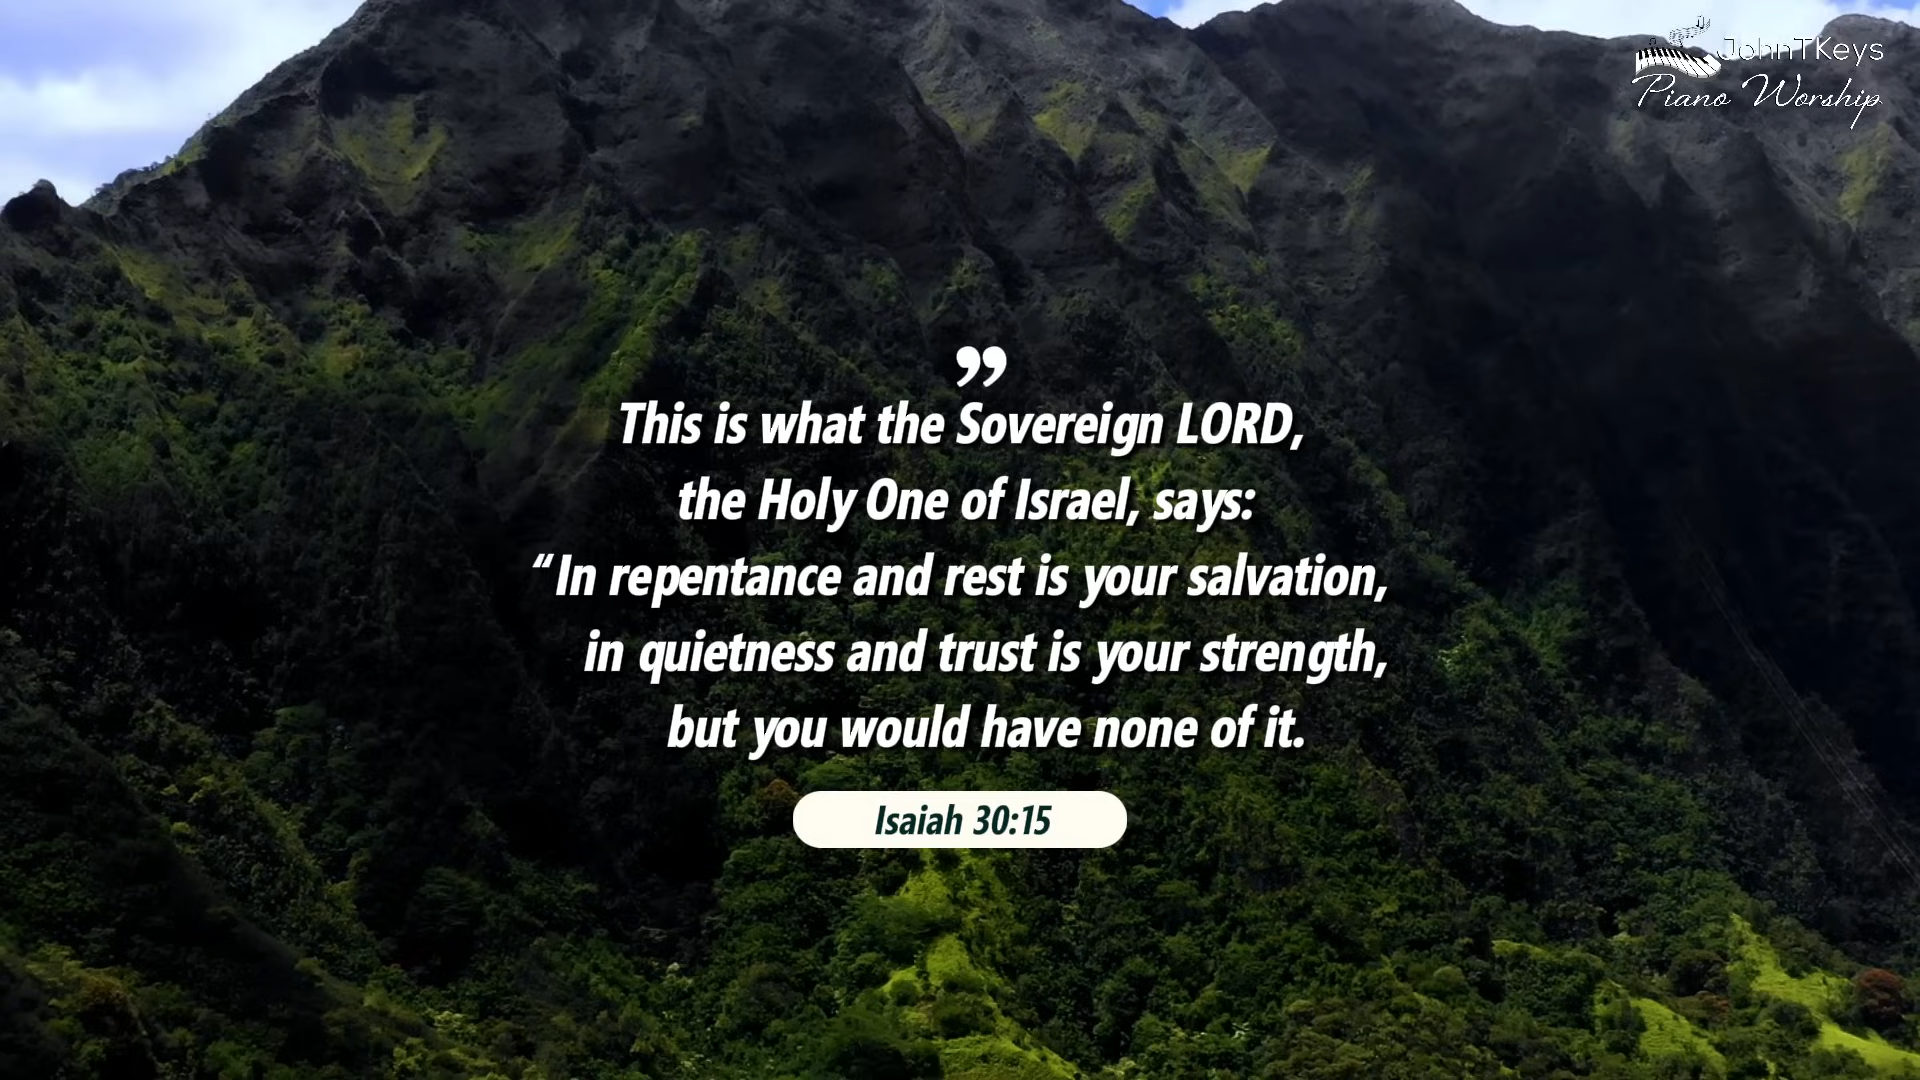 JohnTKeys
Piano Worship
”
This is what the Sovereign LORD,
the Holy One of Israel, says:
“In repentance and rest is your salvation,
in quietness and trust is your strength,
but you would have none of it.
Isaiah 30:15